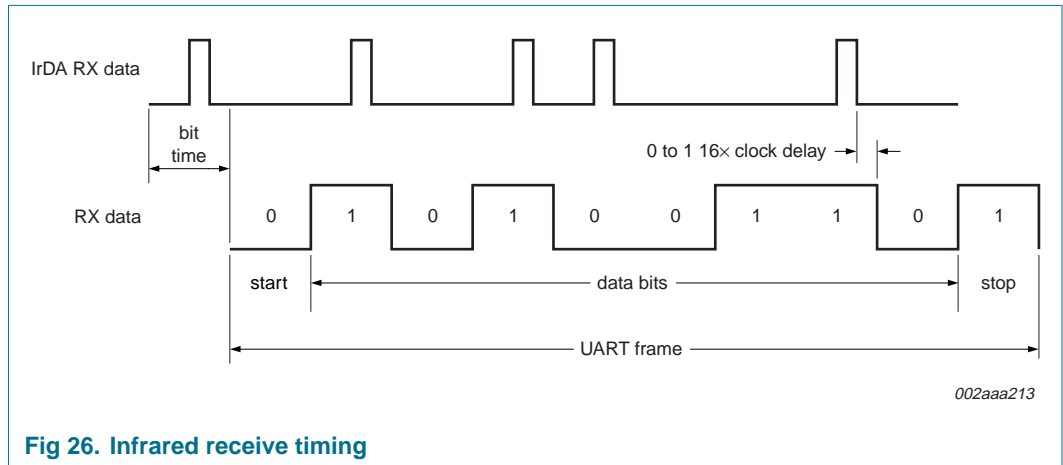 IrDA RX data
bit
time
0 to 1 16× clock delay
RX data
0 1 0 1 0 0 1 1 0 1
start
data bits
stop
UART frame
002aaa213
Fig 26. Infrared receive timing